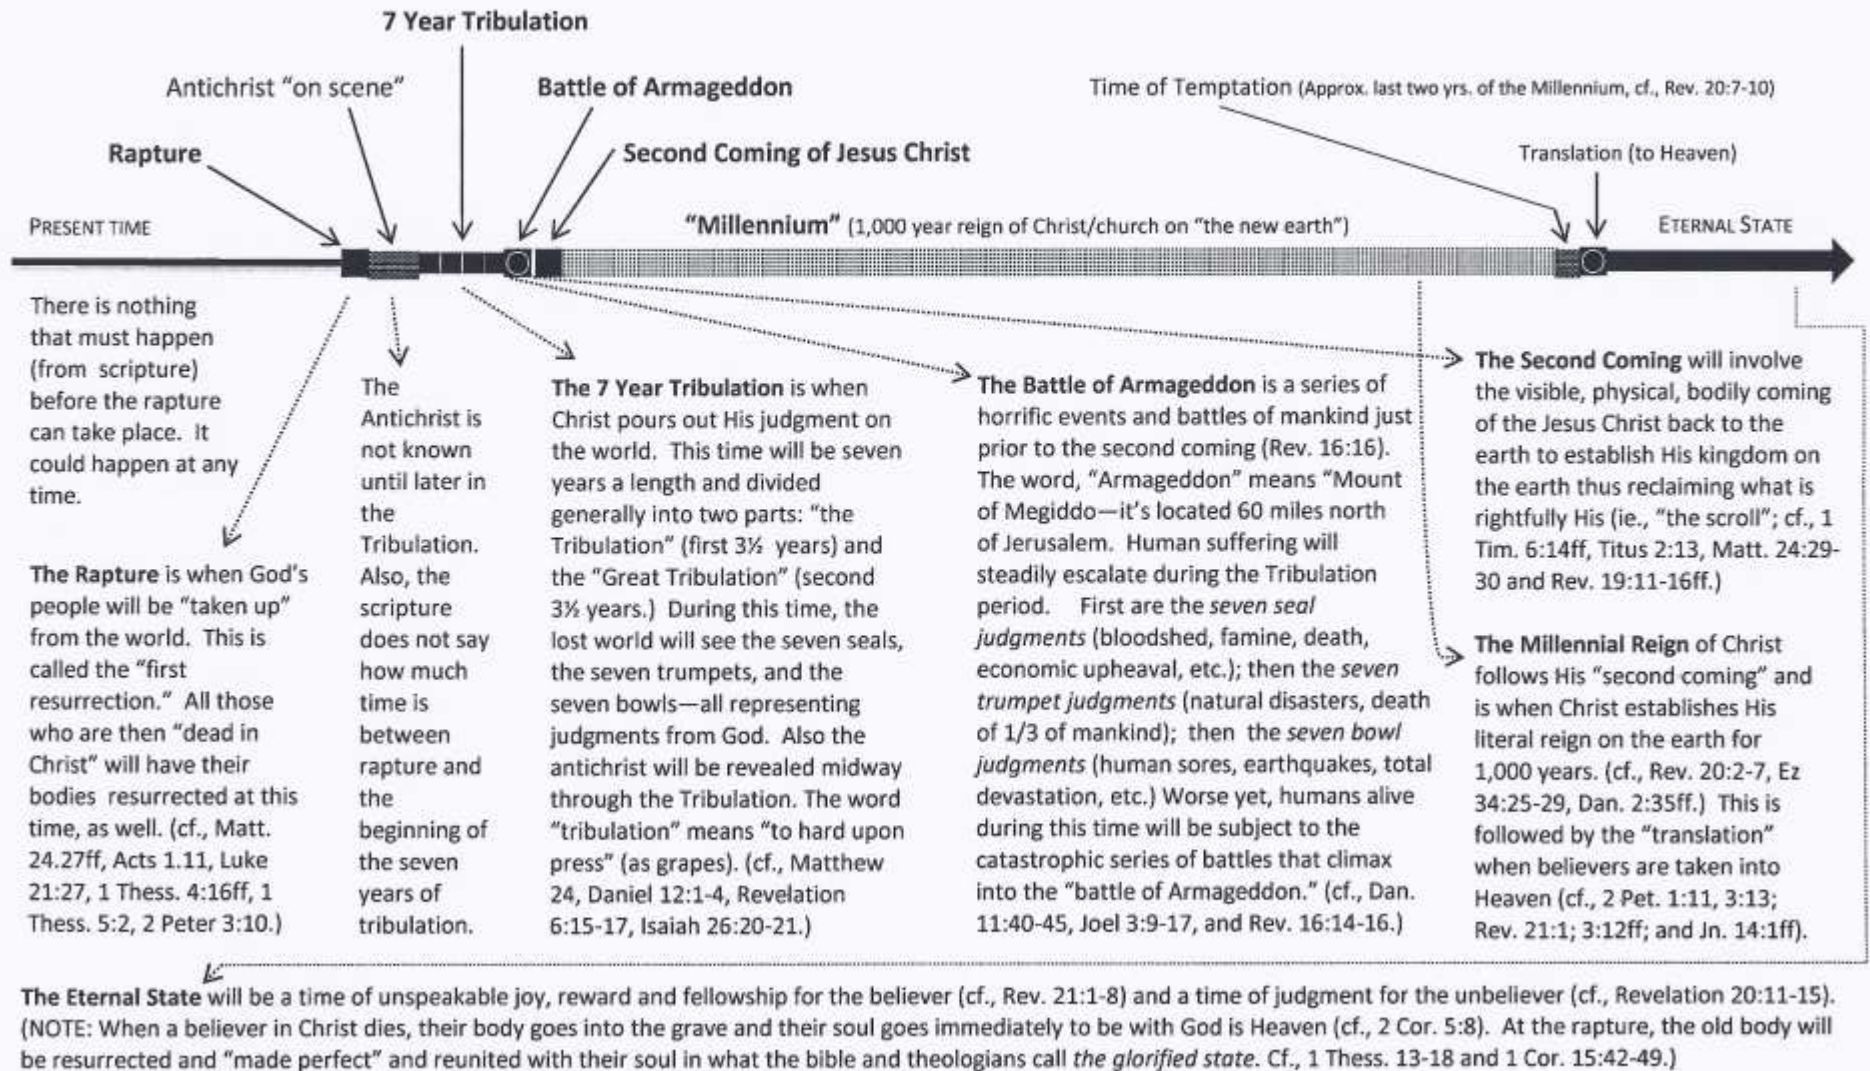 7 Year Tribulation
Antichrist “on scene”
Battle of Armageddon
Time of Temptation (Approx. last two yrs. of the Millennium, cf., Rev. 20:7-10)
Rapture
Second Coming of Jesus Christ
Translation (to Heaven)
PRESENT TIME
“Millennium” (1,000 year reign of Christ/church on “the new earth”)
ETERNAL STATE
There is nothing
that must happen
(from scripture)
before the rapture
can take place. It
could happen at any
time.
The Rapture is when God’s
people will be “taken up”
from the world. This is
called the “first
resurrection.” All those
who are then “dead in
Christ” will have their
bodies resurrected at this
time, as well. (cf., Matt.
24.27ff, Acts 1.11, Luke
21:27, 1 Thess. 4:16ff, 1
Thess. 5:2, 2 Peter 3:10.)
The
Antichrist is
not known
until later in
the
Tribulation.
Also, the
scripture
does not say
how much
time is
between
rapture and
the
beginning of
the seven
years of
tribulation.
The 7 Year Tribulation is when
Christ pours out His judgment on
the world. This time will be seven
years a length and divided
generally into two parts: “the
Tribulation” (first 3½ years) and
the “Great Tribulation” (second
3½ years.) During this time, the
lost world will see the seven seals,
the seven trumpets, and the
seven bowls—all representing
judgments from God. Also the
antichrist will be revealed midway
through the Tribulation. The word
“tribulation” means “to hard upon
press” (as grapes). (cf., Matthew
24, Daniel 12:1-4, Revelation
6:15-17, Isaiah 26:20-21.)
The Battle of Armageddon is a series of
horrific events and battles of mankind just
prior to the second coming (Rev. 16:16).
The word, “Armageddon” means “Mount
of Megiddo—it’s located 60 miles north
of Jerusalem. Human suffering will
steadily escalate during the Tribulation
period. First are the seven seal
judgments (bloodshed, famine, death,
economic upheaval, etc.); then the seven
trumpet judgments (natural disasters, death
of 1/3 of mankind); then the seven bowl
judgments (human sores, earthquakes, total
devastation, etc.) Worse yet, humans alive
during this time will be subject to the
catastrophic series of battles that climax
into the “battle of Armageddon.” (cf., Dan.
11:40-45, Joel 3:9-17, and Rev. 16:14-16.)
The Second Coming will involve
the visible, physical, bodily coming
of the Jesus Christ back to the
earth to establish His kingdom on
the earth thus reclaiming what is
rightfully His (ie., “the scroll”; cf., 1
Tim. 6:14ff, Titus 2:13, Matt. 24:29-
30 and Rev. 19:11-16ff.)
The Millennial Reign of Christ
follows His “second coming” and
is when Christ establishes His
literal reign on the earth for
1,000 years. (cf., Rev. 20:2-7, Ez
34:25-29, Dan. 2:35ff.) This is
followed by the “translation”
when believers are taken into
Heaven (cf., 2 Pet. 1:11, 3:13;
Rev. 21:1; 3:12ff; and Jn. 14:1ff).
The Eternal State will be a time of unspeakable joy, reward and fellowship for the believer (cf., Rev. 21:1-8) and a time of judgment for the unbeliever (cf., Revelation 20:11-15).
(NOTE: When a believer in Christ dies, their body goes into the grave and their soul goes immediately to be with God is Heaven (cf., 2 Cor. 5:8). At the rapture, the old body will
be resurrected and “made perfect” and reunited with their soul in what the bible and theologians call the glorified state. Cf., 1 Thess. 13-18 and 1 Cor. 15:42-49.)